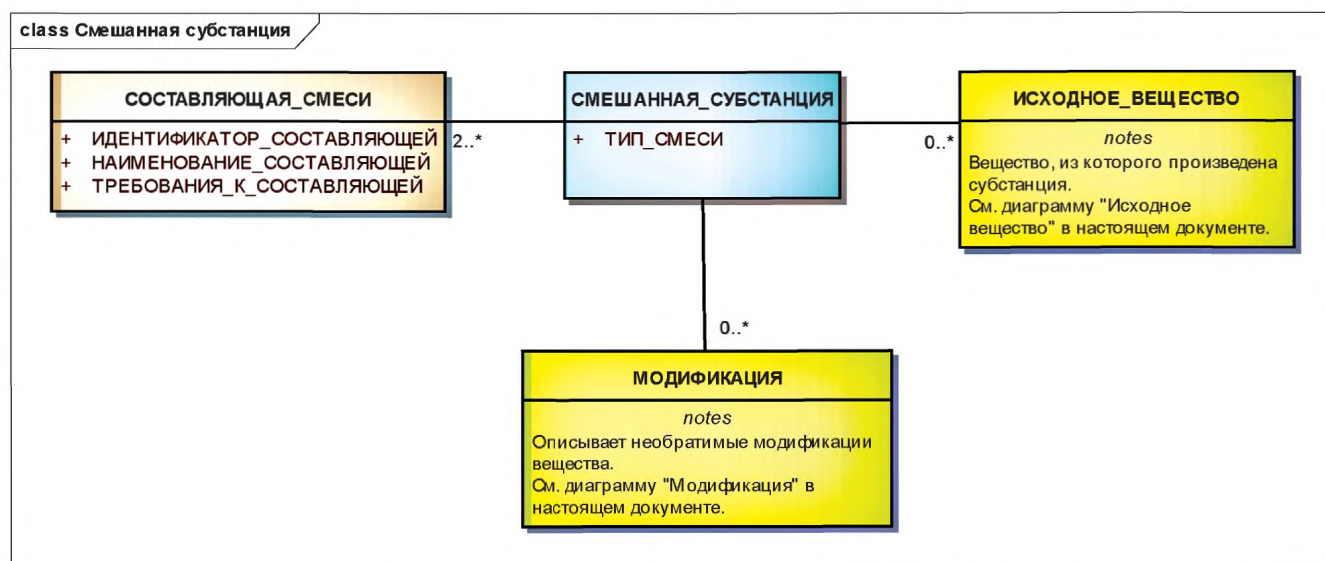 class Смешанная субстанция
СОСТАВЛЯЮЩАЯ_СМЕСИ
+ ИДЕНТИФИКАТОР_СОСТАВЛЯЮЩЕЙ
+ НАИМЕНОВАНИЕ_СОСТАВЛЯЮЩЕЙ
+ ТРЕБОВАНИЯ_К_СОСТАВЛЯЮЩЕЙ
2..*
СМЕШАННАЯ_СУБСТАНЦИЯ
+ ТИП_СМЕСИ
0..*
ИСХОДНОЕ_ВЕЩЕСТВО
notes
Вещество, из которого произведена
субстанция.
См. диаграмму "Исходное
вещество" в настоящем документе.
0..*
МОДИФИКАЦИЯ
notes
Описывает необратимые модификации
вещества.
См. диаграмму "Модификация" в
настоящем документе.